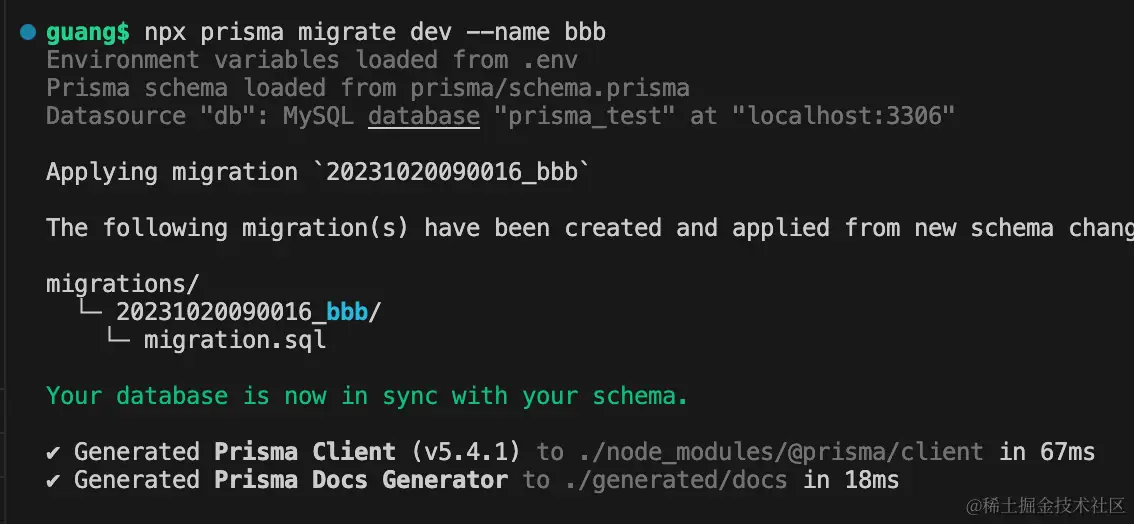 guang$ npx prisma migrate dev --name bbb
Environment variables loaded from .env
Prisma schema loaded from prisma/schema.prisma
Datasource "db": MySQL database "prisma_test" at "localhost:3306"
Applying migration `20231020090016_bbb`
The following migration(s) have been created and applied from new schema chang
migrations/
└─ 20231020090016_bbb/
└─ migration.sql
Your database is now in sync with your schema.
✔ Generated Prisma Client (v5.4.1) to ./node_modules/@prisma/client in 67ms
✔ Generated Prisma Docs Generator to ./generated/docs in 18ms
@稀土掘金技术社区